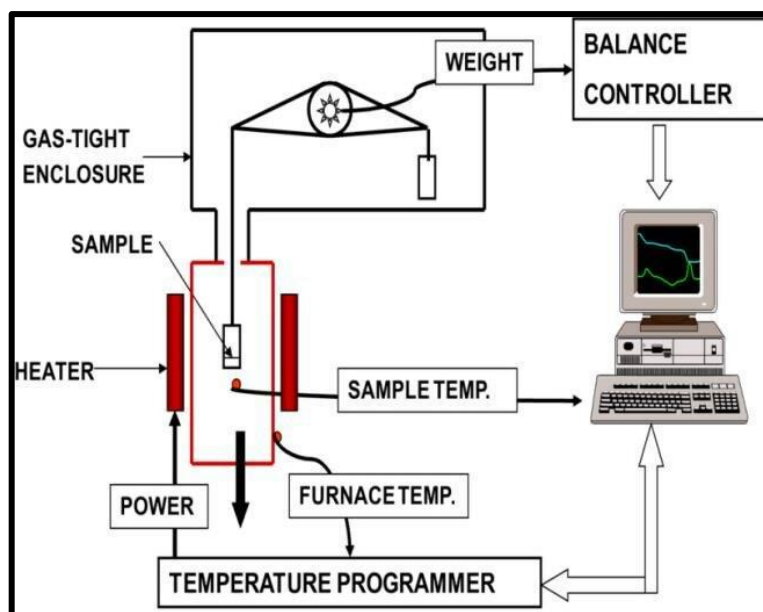 BALANCE
CONTROLLER
WEIGHT
GAS-TIGHT
ENCLOSURE
SAMPLE
HEATER
SAMPLE TEMP.
FURNACE TEMP.
POWER
TEMPERATURE PROGRAMMER